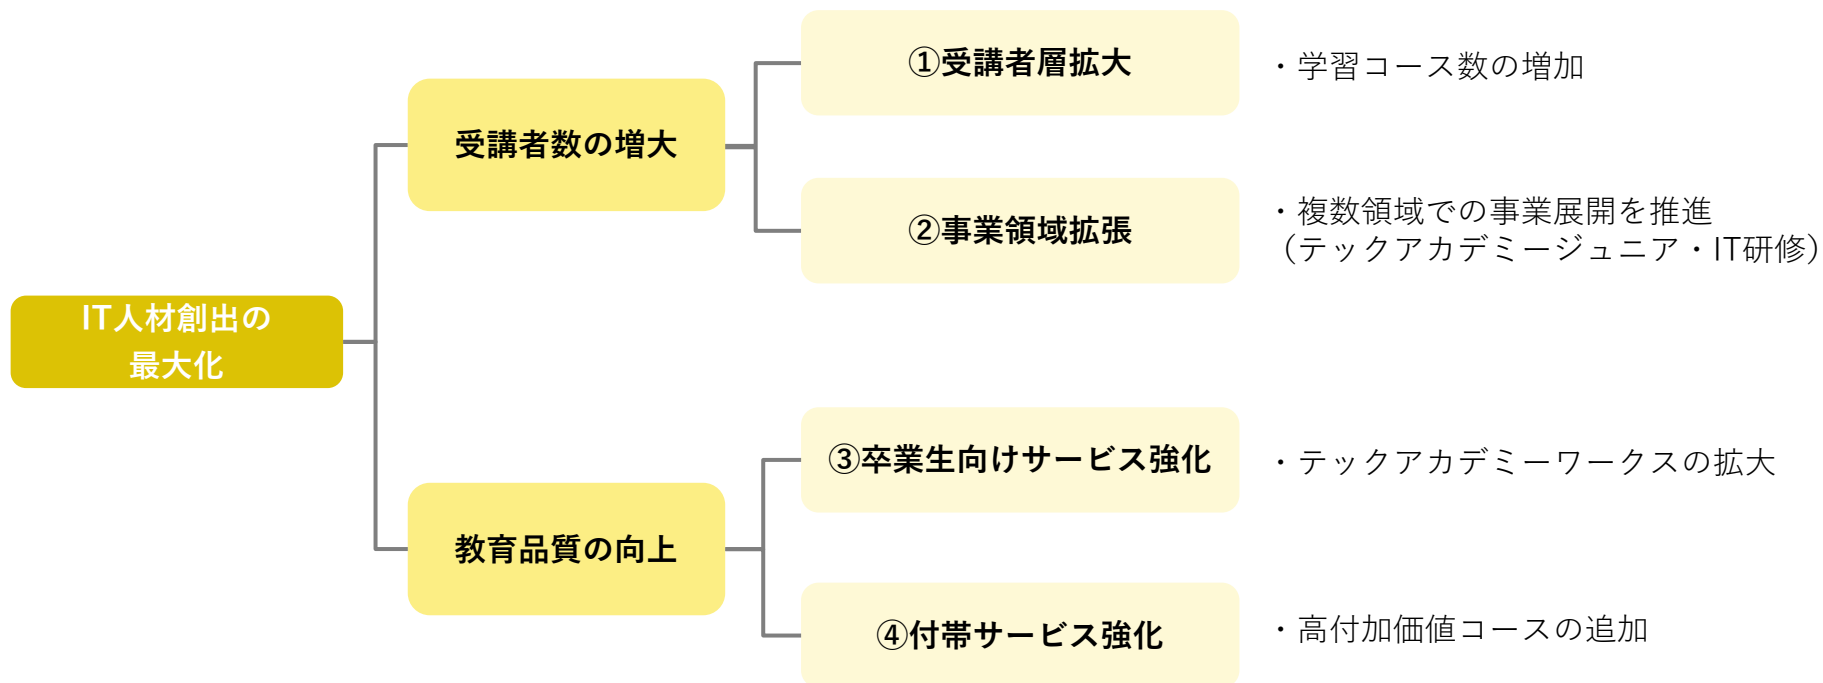 IT人材創出の
最大化
受講者数の増大
①受講者層拡大
・学習コース数の増加
②事業領域拡張
・複数領域での事業展開を推進
（テックアカデミージュニア・IT研修）
教育品質の向上
③卒業生向けサービス強化
・テックアカデミーワークスの拡大
④付帯サービス強化
・高付加価値コースの追加